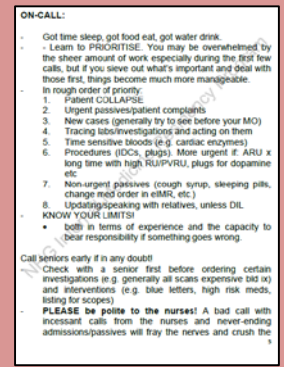 ON-CALL:
- Got time sleep, got food eat, got water drink.
- - Learn to PRIORITISE. You may be overwhelmed by
the sheer amount of work especially during the first few
calls, but if you sieve out what's important and deal with
those first, things become much more manageable.
- In rough order of priority:
1. Patient COLLAPSE
2. Urgent passives/patient complaints
3. New cases (generally try to see before your MO)
4. Tracing labs/investigations and acting on them
5. Time sensitive bloods (e.g. cardiac enzymes)
6. Procedures (IDCs, plugs). More urgent if: ARU x
long time with high RU/PVRU, plugs for dopamine
etc
7. Non-urgent passives (cough syrup, sleeping pills,
change med order in eIMR, etc.)
8. Updating/speaking with relatives, unless DIL
- KNOW YOUR LIMITS!
• both in terms of experience and the capacity to
bear responsibility if something goes wrong.
Call seniors early if in any doubt!
- Check with a senior first before ordering certain
investigations (e.g. generally all scans expensive bld ix)
and interventions (e.g. blue letters, high risk meds,
listing for scopes)
- PLEASE be polite to the nurses! A bad call with
incessant calls from the nurses and never-ending
admissions/passives will fray the nerves and crush the
5